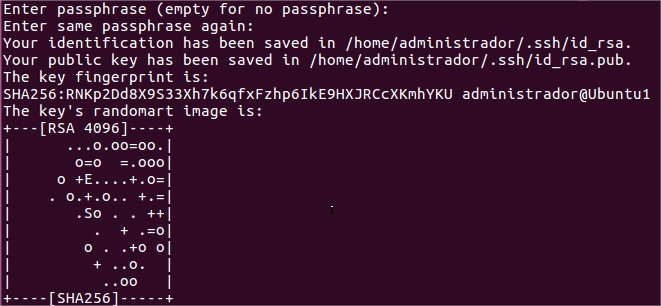 Enter passphrase (empty for no passphrase):
Enter same passphrase again:
Your identification has been saved in /home/administrador/.ssh/id_rsa.
Your public key has been saved in /home/administrador/.ssh/id_rsa.pub.
The key fingerprint is:
SHA256:RNKp2Dd8X9S33Xh7k6qfxFzhp6IkE9HXJRCcXKmhYKU administrador@Ubuntu1
The key's randomart image is:
+---[RSA 4096]----+
|      ...o.oo=oo.|
|       o=o  =.ooo|
|     o +E....+.o=|
|    . o.+.o.. +.=|
|       .So . . ++|
|         .  + .=o|
|        o . .+o o|
|         + ..o.  |
|          ..oo   |
+----[SHA256]-----+